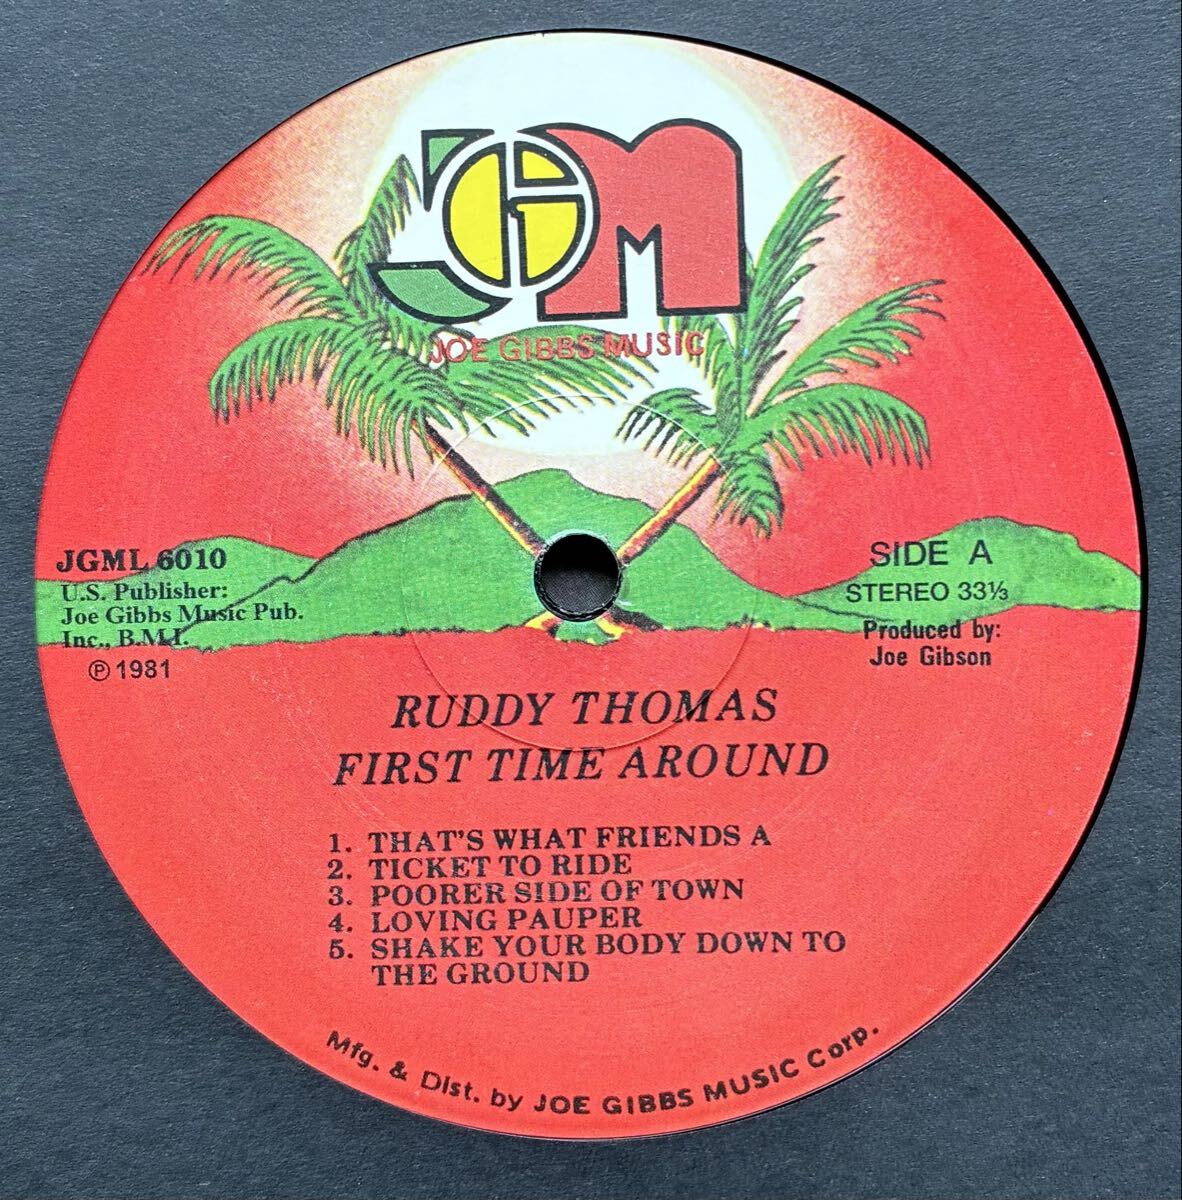 JGM
JOE GIBBS MUSIC
JGML 6010
U.S. Publisher:
Joe Gibbs Music Pub.
Inc., B.M.I.
℗ 1981
SIDE A
STEREO 33⅓
Produced by:
Joe Gibson
RUDDY THOMAS
FIRST TIME AROUND
1. THAT'S WHAT FRIENDS A
2. TICKET TO RIDE
3. POORER SIDE OF TOWN
4. LOVING PAUPER
5. SHAKE YOUR BODY DOWN TO
THE GROUND
Mfg. & Dist. by JOE GIBBS MUSIC Corp.